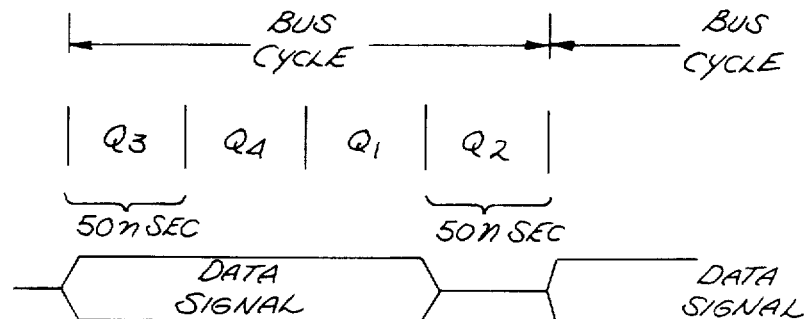 BUS CYCLE
BUS CYCLE
Q3 Q4 Q1 Q2
50 n SEC
50 n SEC
DATA SIGNAL
DATA SIGNAL